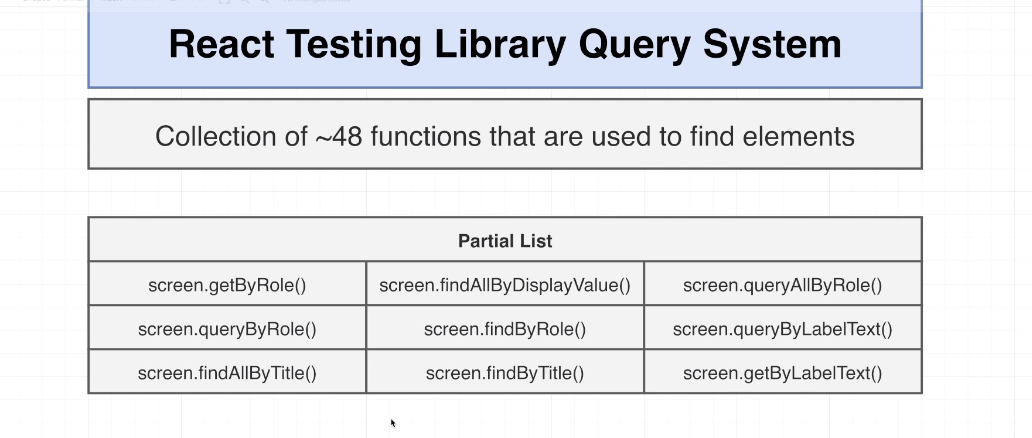 React Testing Library Query System
Collection of ~48 functions that are used to find elements
Partial List
screen.getByRole() screen.findAllByDisplayValue() screen.queryAllByRole()
screen.queryByRole() screen.findByRole() screen.queryByLabelText()
screen.findAllByTitle() screen.findByTitle() screen.getByLabelText()